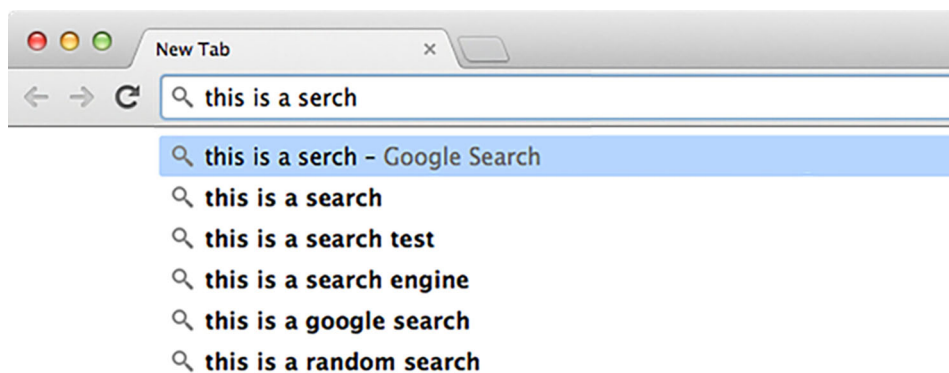 New Tab
this is a serch
this is a serch – Google Search
this is a search
this is a search test
this is a search engine
this is a google search
this is a random search